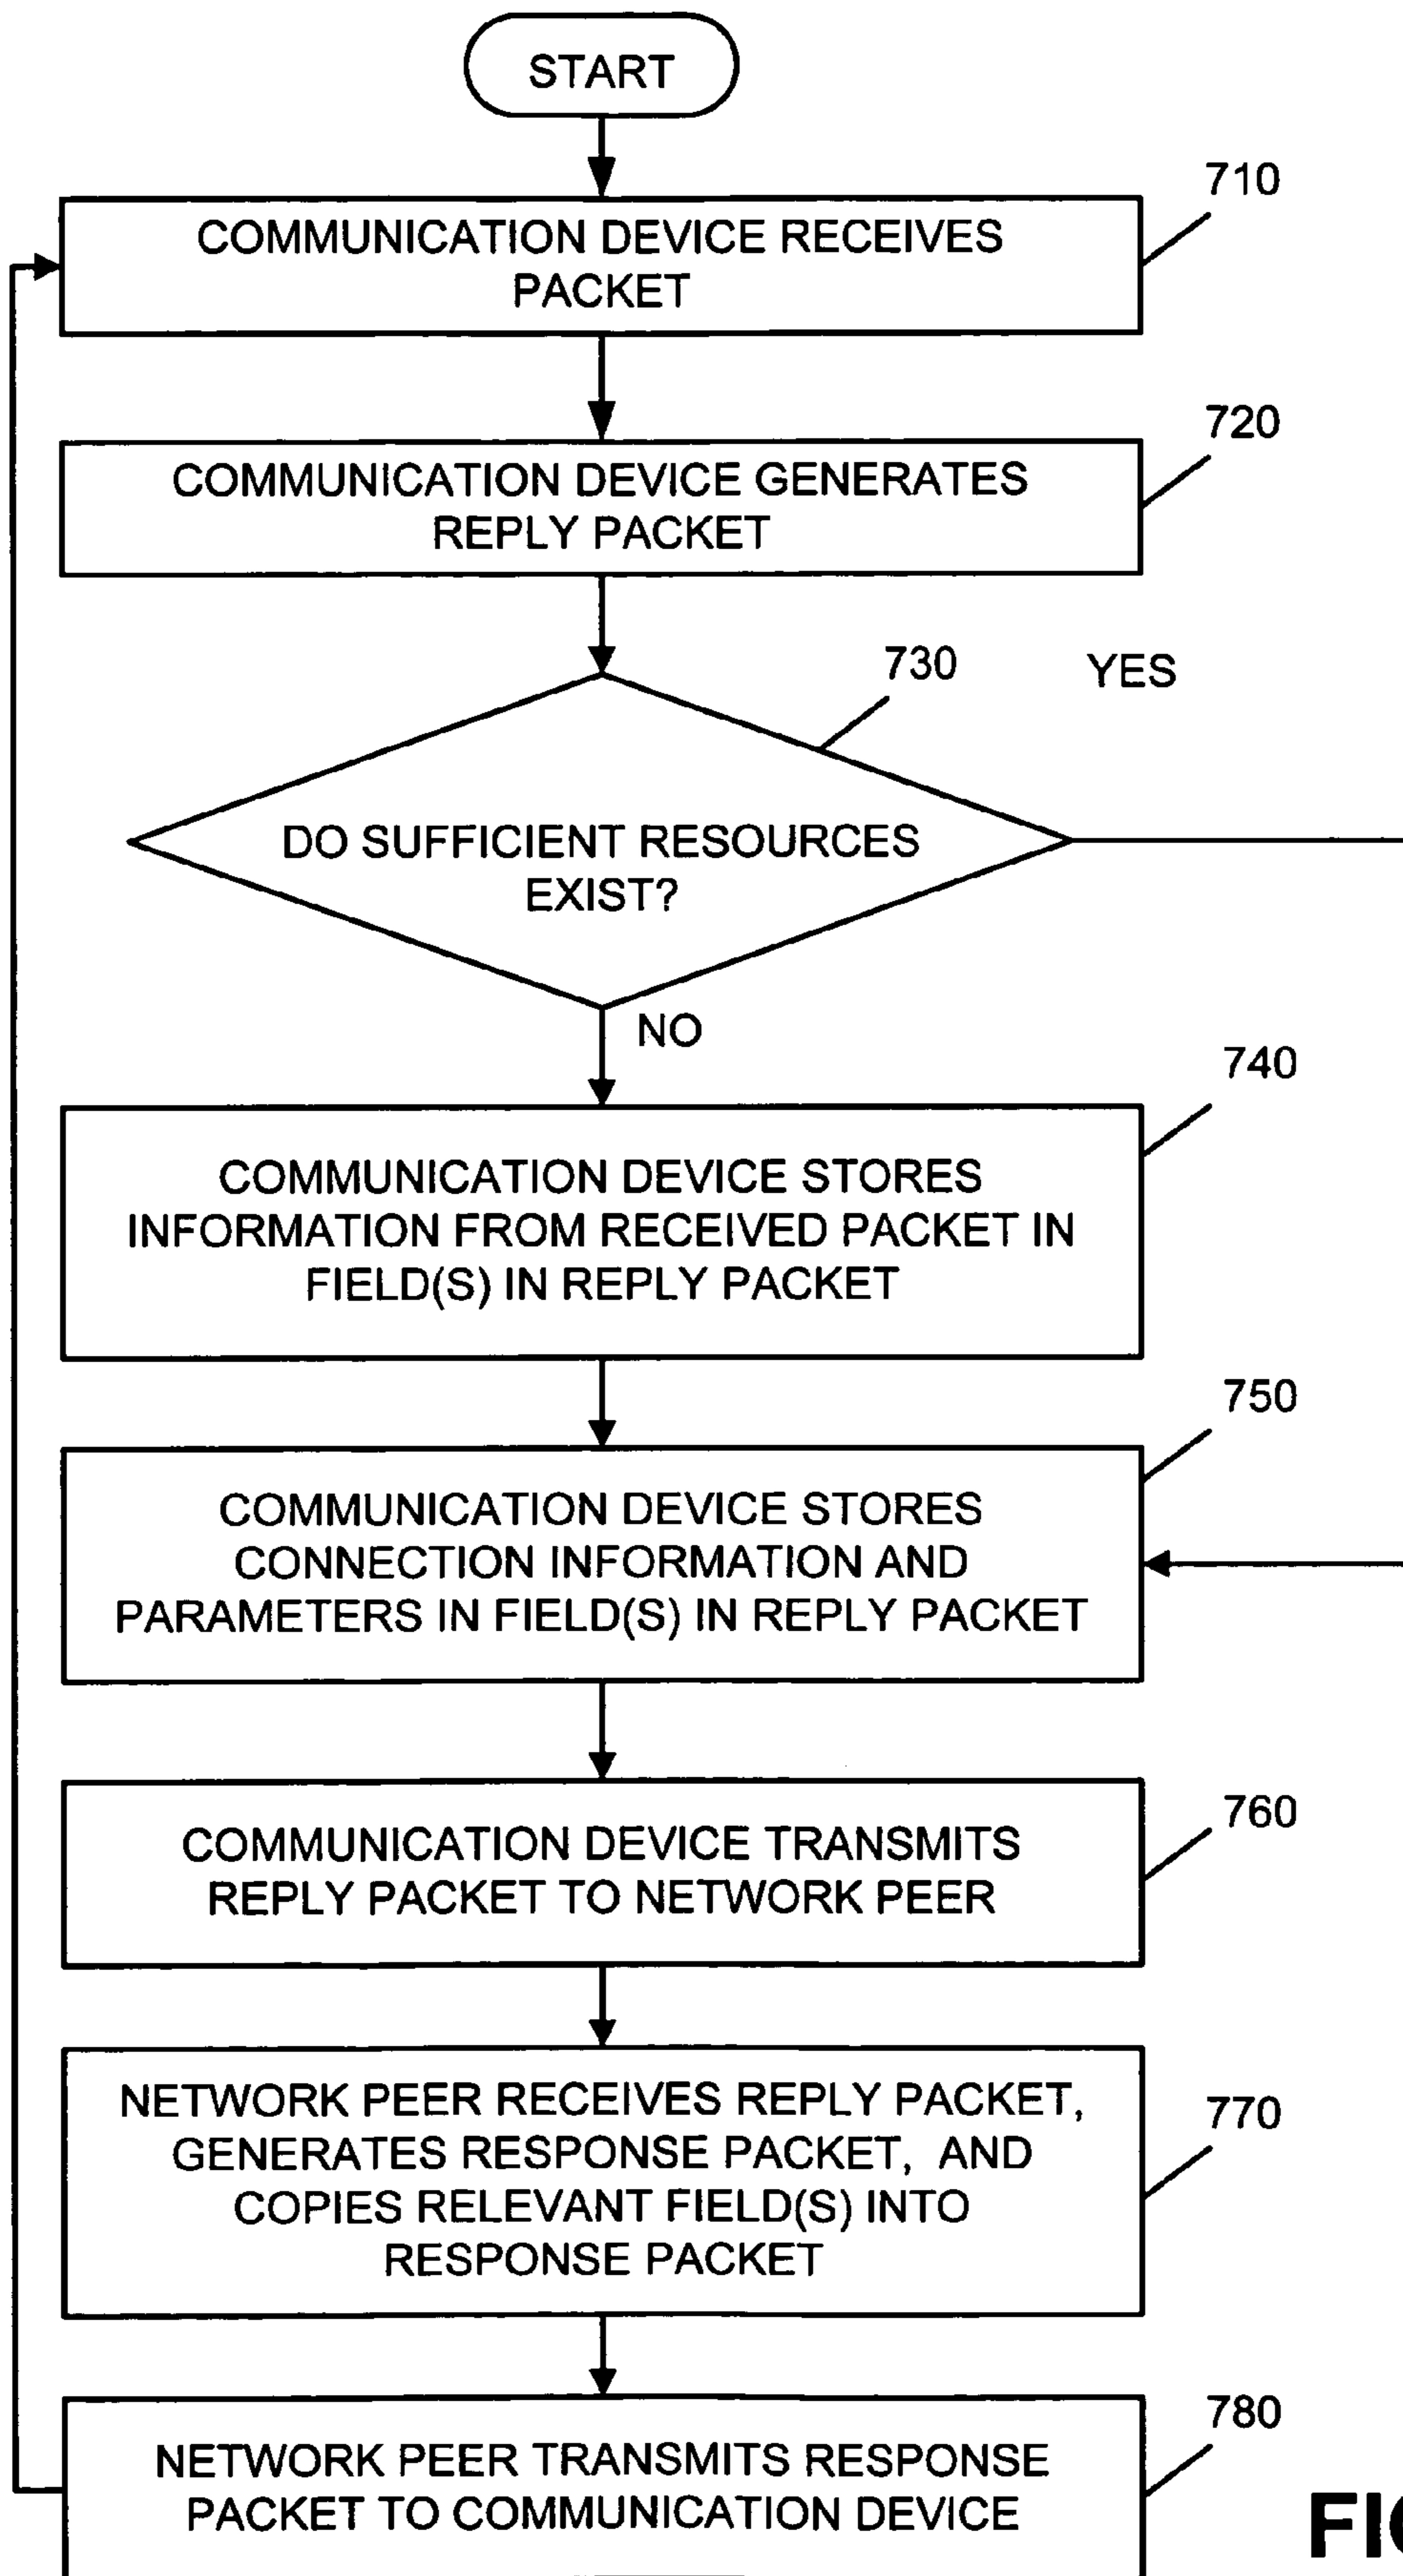 START
710
COMMUNICATION DEVICE RECEIVES
PACKET
720
COMMUNICATION DEVICE GENERATES
REPLY PACKET
730
YES
DO SUFFICIENT RESOURCES
EXIST?
NO
740
COMMUNICATION DEVICE STORES
INFORMATION FROM RECEIVED PACKET IN
FIELD(S) IN REPLY PACKET
750
COMMUNICATION DEVICE STORES
CONNECTION INFORMATION AND
PARAMETERS IN FIELD(S) IN REPLY PACKET
760
COMMUNICATION DEVICE TRANSMITS
REPLY PACKET TO NETWORK PEER
770
NETWORK PEER RECEIVES REPLY PACKET,
GENERATES RESPONSE PACKET, AND
COPIES RELEVANT FIELD(S) INTO
RESPONSE PACKET
780
NETWORK PEER TRANSMITS RESPONSE
PACKET TO COMMUNICATION DEVICE